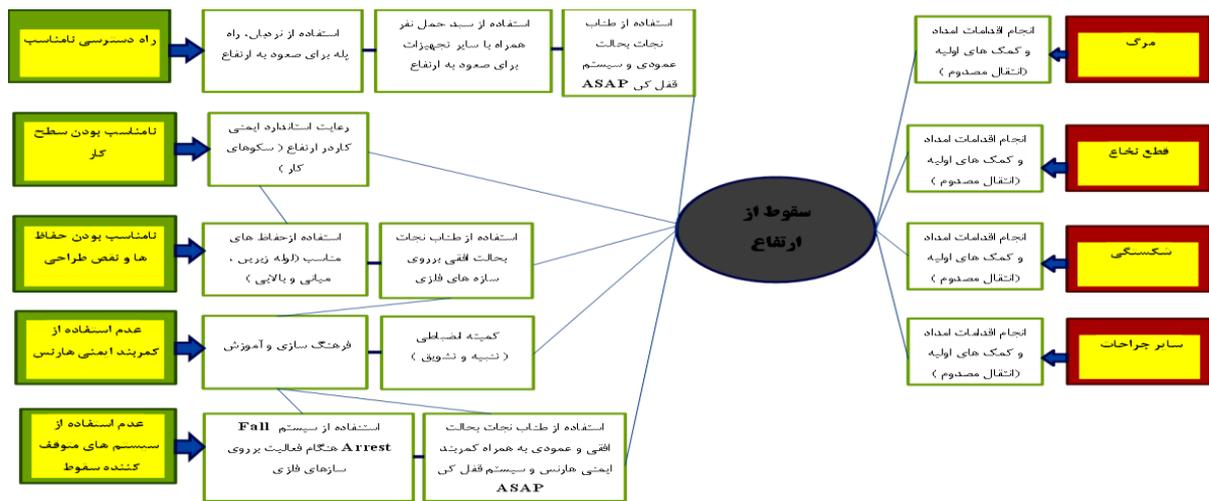 راه دسترسی نامناسب
استفاده از نردبان، راه
پله برای صعود به ارتفاع
استفاده از سبد حمل نفر
همراه با سایر تجهیزات
برای صعود به ارتفاع
استفاده از طناب
نجات بحالت
عمودی و سیستم
قفل کن ASAP
نامناسب بودن سطح
کار
رعایت استاندارد ایمنی
کاردر ارتفاع ( سکوهای
کار )
نامناسب بودن حفاظ
ها و نقص طراحی
استفاده ازحفاظ های
مناسب (لوله زیرین ،
میانی و بالایی )
استفاده از طناب نجات
بحالت افقی برروی
سازه های فلزی
عدم استفاده از
کمربند ایمنی هارنس
فرهنگ سازی و آموزش
کمیته انضباطی
( تنبیه و تشویق )
عدم استفاده از
سیستم های متوقف
کننده سقوط
استفاده از سیستم Fall
Arrest هنگام فعالیت برروی
سازهای فلزی
استفاده از طناب نجات بحالت
افقی و عمودی به همراه کمربند
ایمنی هارنس و سیستم قفل کن
ASAP
سقوط از
ارتفاع
انجام اقدامات امداد
و کمک های اولیه
(انتقال مصدوم )
مرگ
انجام اقدامات امداد
و کمک های اولیه
(انتقال مصدوم )
قطع نخاع
انجام اقدامات امداد
و کمک های اولیه
(انتقال مصدوم )
شکستگی
انجام اقدامات امداد
و کمک های اولیه
(انتقال مصدوم )
سایر جراحات